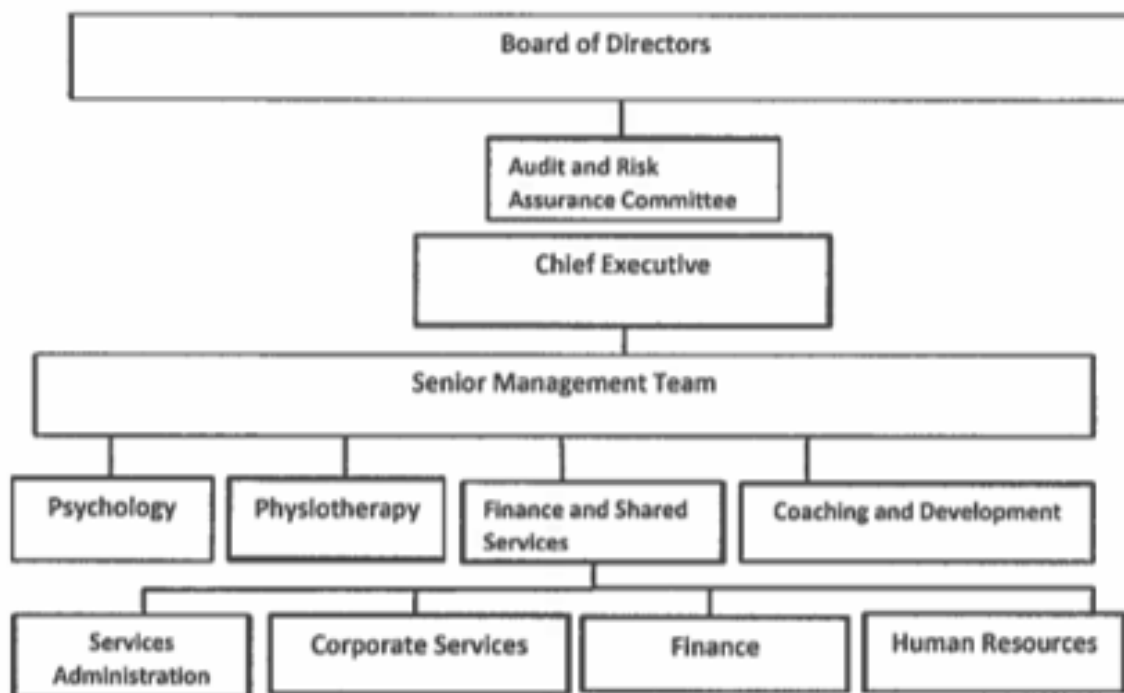 Board of Directors
Audit and Risk
Assurance Committee
Chief Executive
Senior Management Team
Psychology
Physlotherapy
Finance and Shared
Services
Coaching and Development
Services
Administration
Corporate Services
Finance
Human Resources